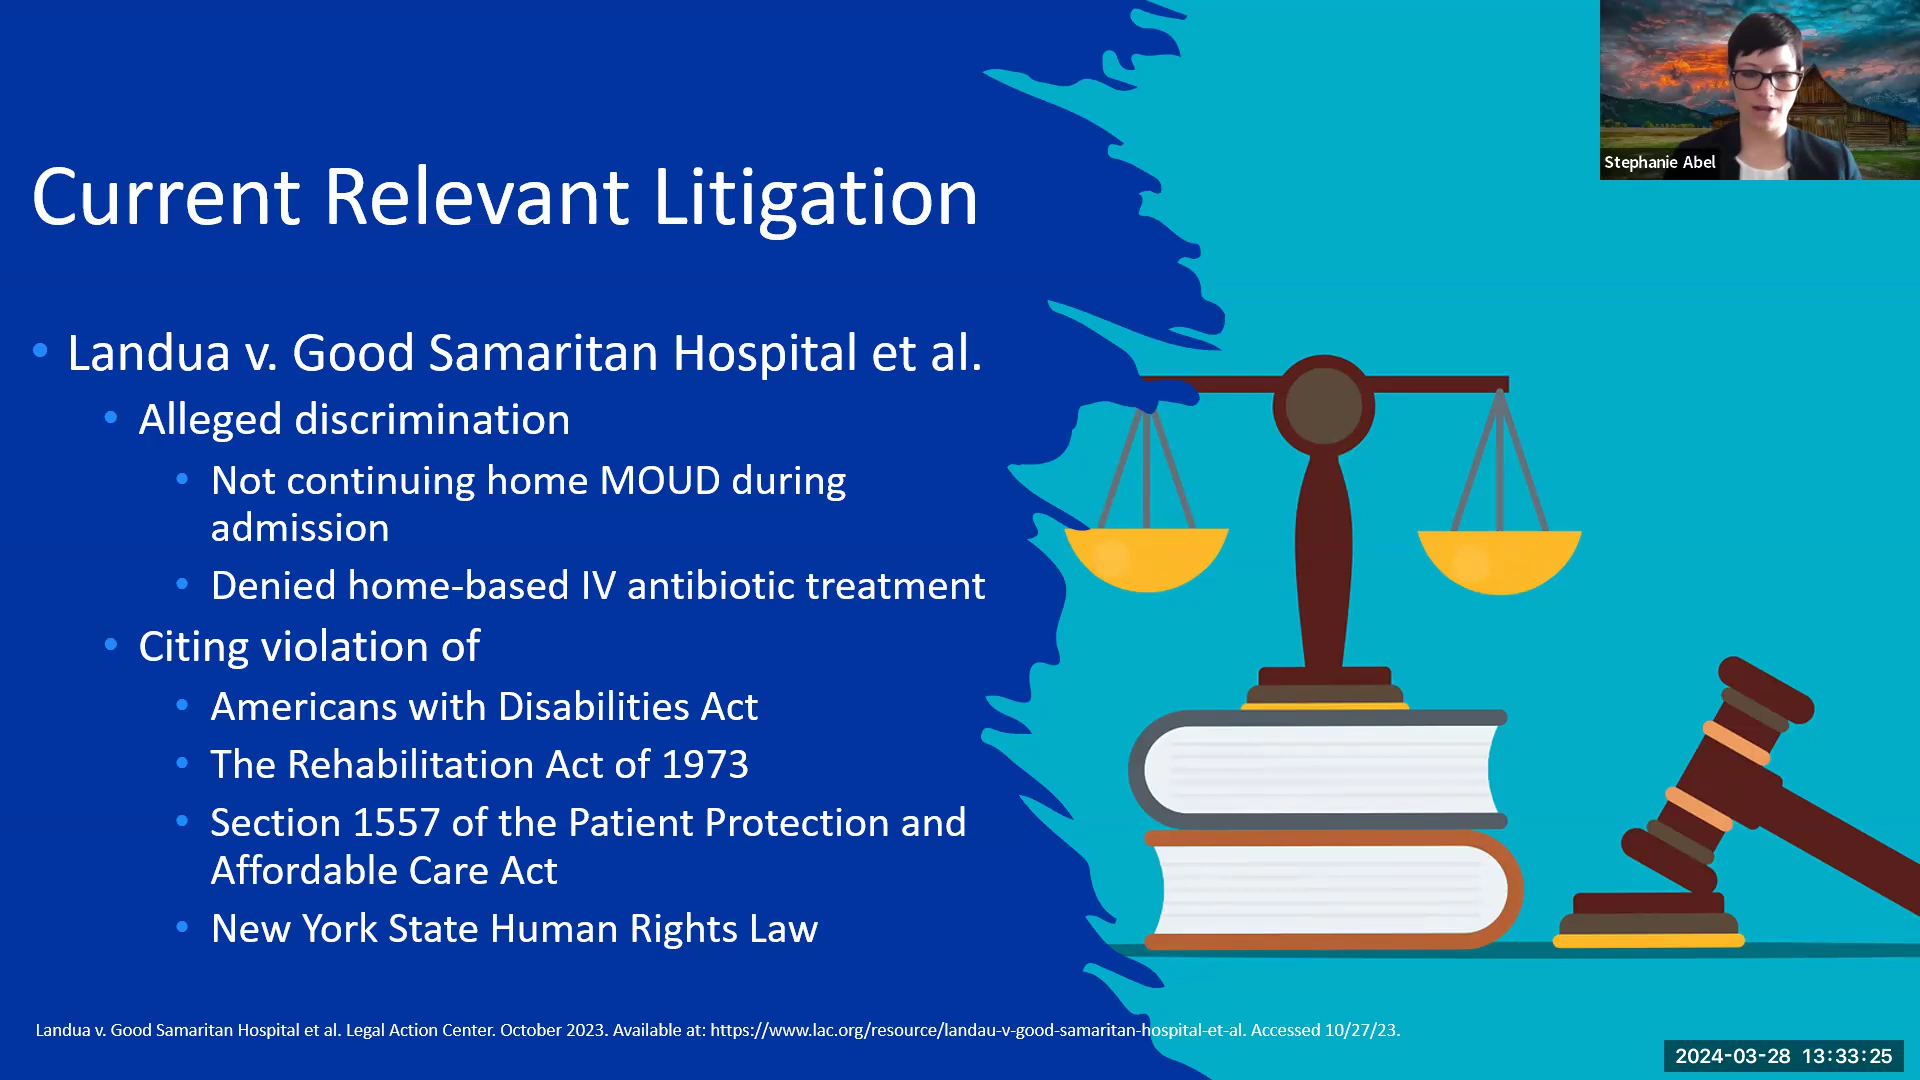 Stephanie Abel
Current Relevant Litigation
• Landua v. Good Samaritan Hospital et al.
• Alleged discrimination
• Not continuing home MOUD during
admission
• Denied home-based IV antibiotic treatment
• Citing violation of
• Americans with Disabilities Act
• The Rehabilitation Act of 1973
• Section 1557 of the Patient Protection and
Affordable Care Act
• New York State Human Rights Law
Landua v. Good Samaritan Hospital et al. Legal Action Center. October 2023. Available at: https://www.lac.org/resource/landau-v-good-samaritan-hospital-et-al. Accessed 10/27/23.
2024-03-28 13:33:25